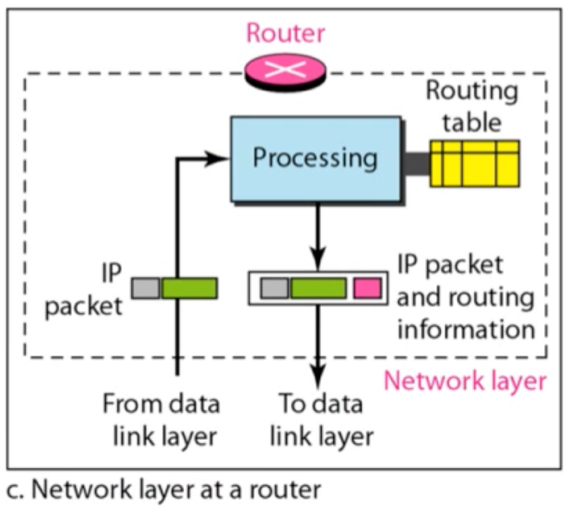 Router
Routing
table
Processing
IP
packet
IP packet
and routing
information
Network layer
From data
link layer
To data
link layer
c. Network layer at a router